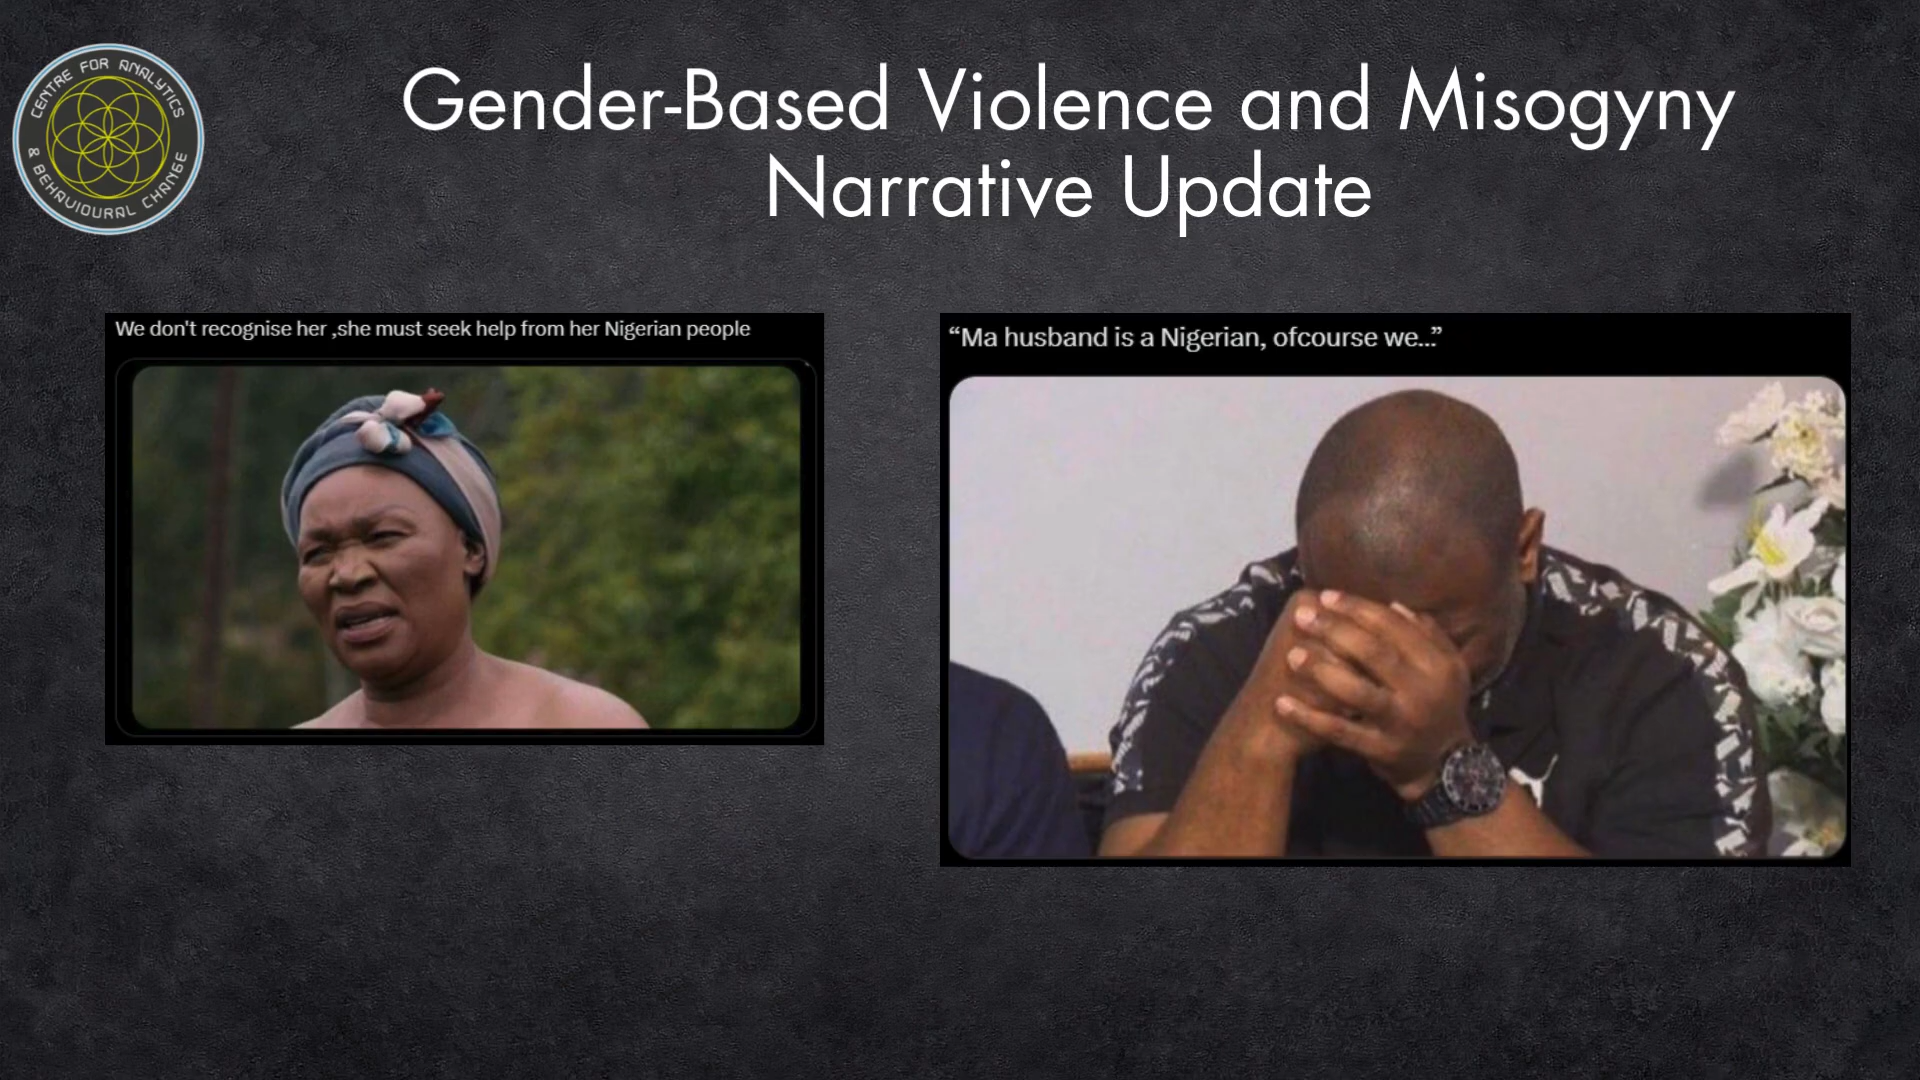 CENTRE FOR ANALYTICS
& BEHAVIOURAL CHANGE
Gender-Based Violence and Misogyny
Narrative Update
We don't recognise her ,she must seek help from her Nigerian people
“Ma husband is a Nigerian, ofcourse we...”